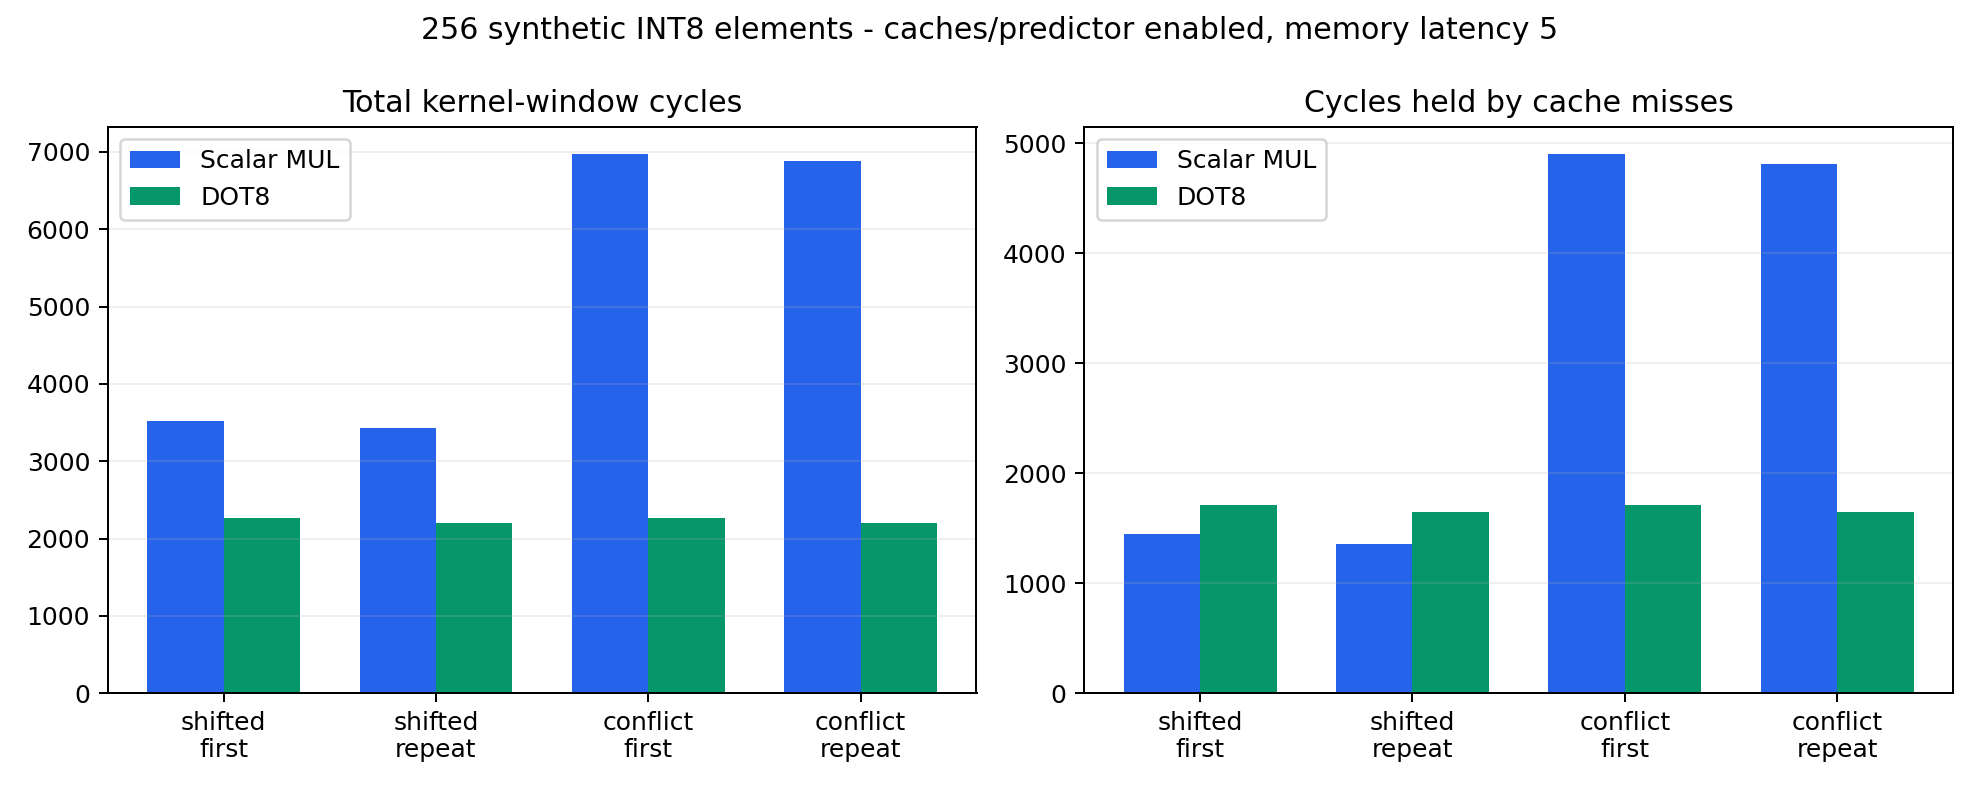 256 synthetic INT8 elements - caches/predictor enabled, memory latency 5
Total kernel-window cycles
Scalar MUL
DOT8
7000
6000
5000
4000
3000
2000
1000
0
shifted
first
shifted
repeat
conflict
first
conflict
repeat
Cycles held by cache misses
Scalar MUL
DOT8
5000
4000
3000
2000
1000
0
shifted
first
shifted
repeat
conflict
first
conflict
repeat